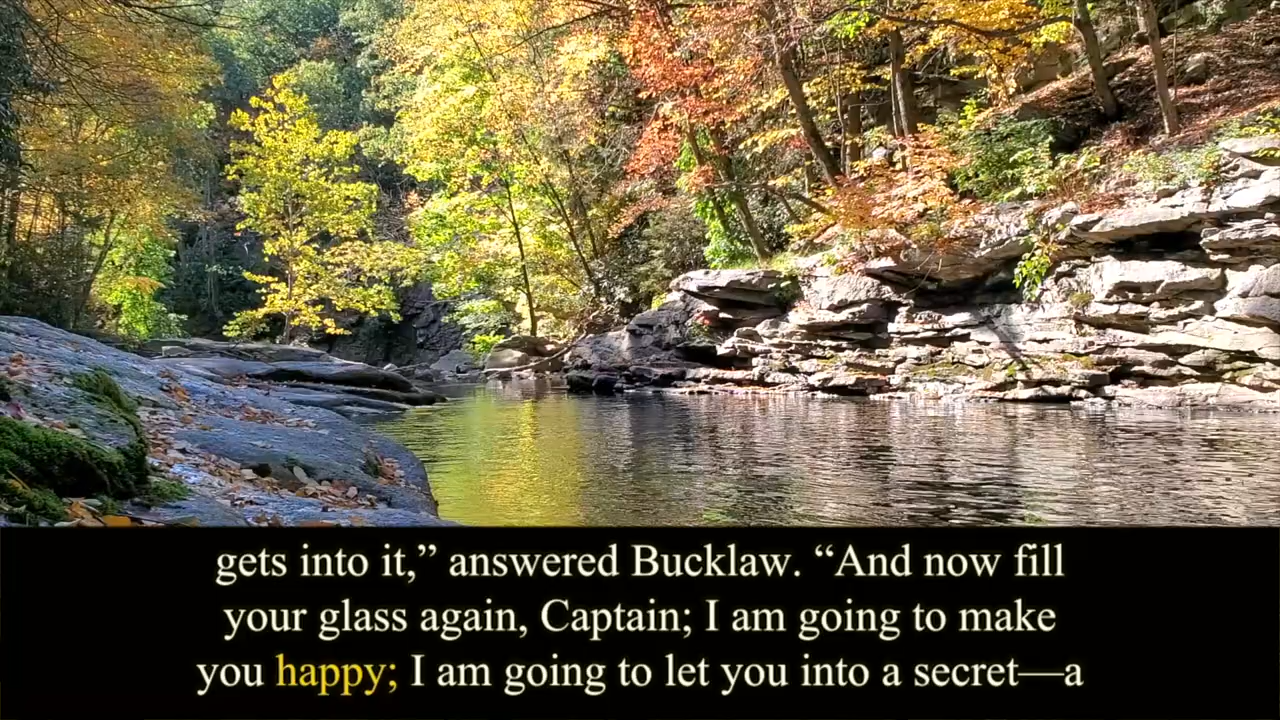 gets into it,” answered Bucklaw. “And now fill
your glass again, Captain; I am going to make
you happy; I am going to let you into a secret—a